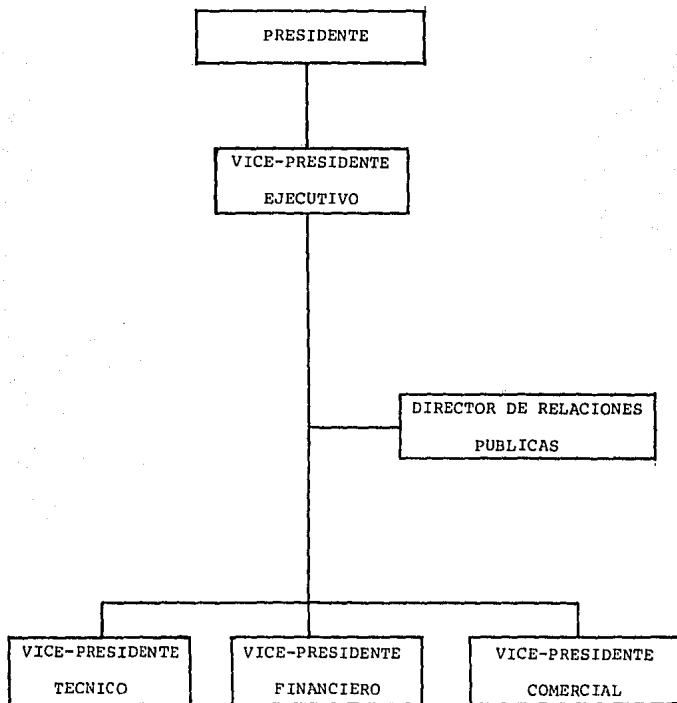 PRESIDENTE
VICE-PRESIDENTE
EJECUTIVO
DIRECTOR DE RELACIONES
PUBLICAS
VICE-PRESIDENTE
TECNICO
VICE-PRESIDENTE
FINANCIERO
VICE-PRESIDENTE
COMERCIAL